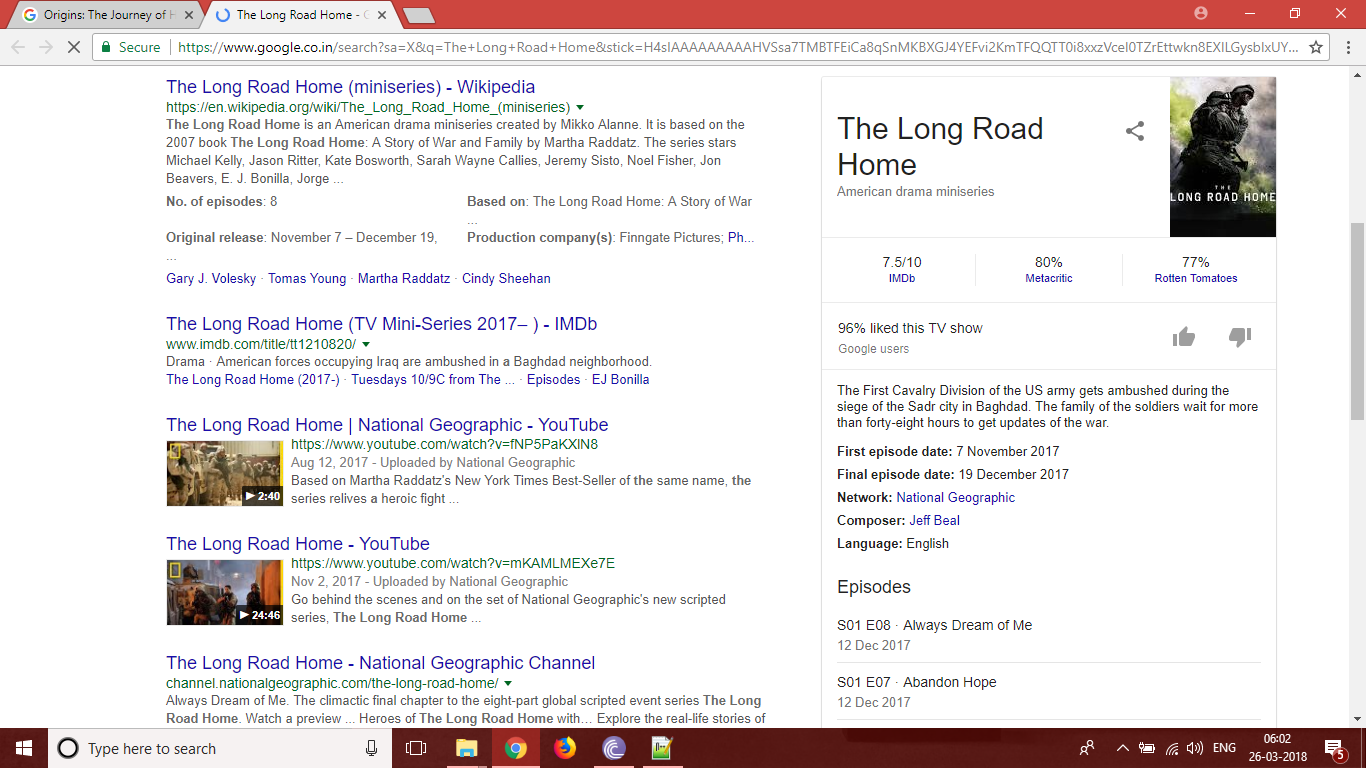 Origins: The Journey of H
The Long Road Home - G
Secure
https://www.google.co.in/search?sa=X&q=The+Long+Road+Home&stick=H4sIAAAAAAAAAHVSsa7TMBTFEiCa8qSnMKBXGJ4YEFvi2KmTFQQTT0i8xxzVceI0TZrEttwkn8EXILGysbIxUY...
The Long Road Home (miniseries) - Wikipedia
https://en.wikipedia.org/wiki/The_Long_Road_Home_(miniseries)
The Long Road Home is an American drama miniseries created by Mikko Alanne. It is based on the
2007 book The Long Road Home: A Story of War and Family by Martha Raddatz. The series stars
Michael Kelly, Jason Ritter, Kate Bosworth, Sarah Wayne Callies, Jeremy Sisto, Noel Fisher, Jon
Beavers, E. J. Bonilla, Jorge ...
No. of episodes: 8
Based on: The Long Road Home: A Story of War
...
Original release: November 7 – December 19,
...
Production company(s): Finngate Pictures; Ph...
Gary J. Volesky · Tomas Young · Martha Raddatz · Cindy Sheehan
The Long Road Home (TV Mini-Series 2017– ) - IMDb
www.imdb.com/title/tt1210820/
Drama · American forces occupying Iraq are ambushed in a Baghdad neighborhood.
The Long Road Home (2017-) · Tuesdays 10/9C from The ... · Episodes · EJ Bonilla
The Long Road Home | National Geographic - YouTube
https://www.youtube.com/watch?v=fNP5PaKXlN8
Aug 12, 2017 - Uploaded by National Geographic
Based on Martha Raddatz's New York Times Best-Seller of the same name, the
series relives a heroic fight ...
2:40
The Long Road Home - YouTube
https://www.youtube.com/watch?v=mKAMLMEXe7E
Nov 2, 2017 - Uploaded by National Geographic
Go behind the scenes and on the set of National Geographic's new scripted
series, The Long Road Home ...
24:46
The Long Road Home - National Geographic Channel
channel.nationalgeographic.com/the-long-road-home/
Always Dream of Me. The climactic final chapter to the eight-part global scripted event series The Long
Road Home. Watch a preview ... Heroes of The Long Road Home with… Explore the real-life stories of
The Long Road
Home
American drama miniseries
THE
LONG ROAD HOME
7.5/10
IMDb
80%
Metacritic
77%
Rotten Tomatoes
96% liked this TV show
Google users
The First Cavalry Division of the US army gets ambushed during the
siege of the Sadr city in Baghdad. The family of the soldiers wait for more
than forty-eight hours to get updates of the war.
First episode date: 7 November 2017
Final episode date: 19 December 2017
Network: National Geographic
Composer: Jeff Beal
Language: English
Episodes
S01 E08 · Always Dream of Me
12 Dec 2017
S01 E07 · Abandon Hope
12 Dec 2017
Type here to search
ENG
06:02
26-03-2018
5